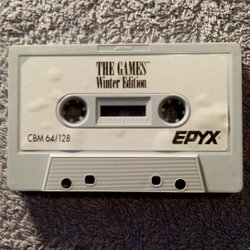 THE GAMES™
Winter Edition
CBM 64/128
EPYX